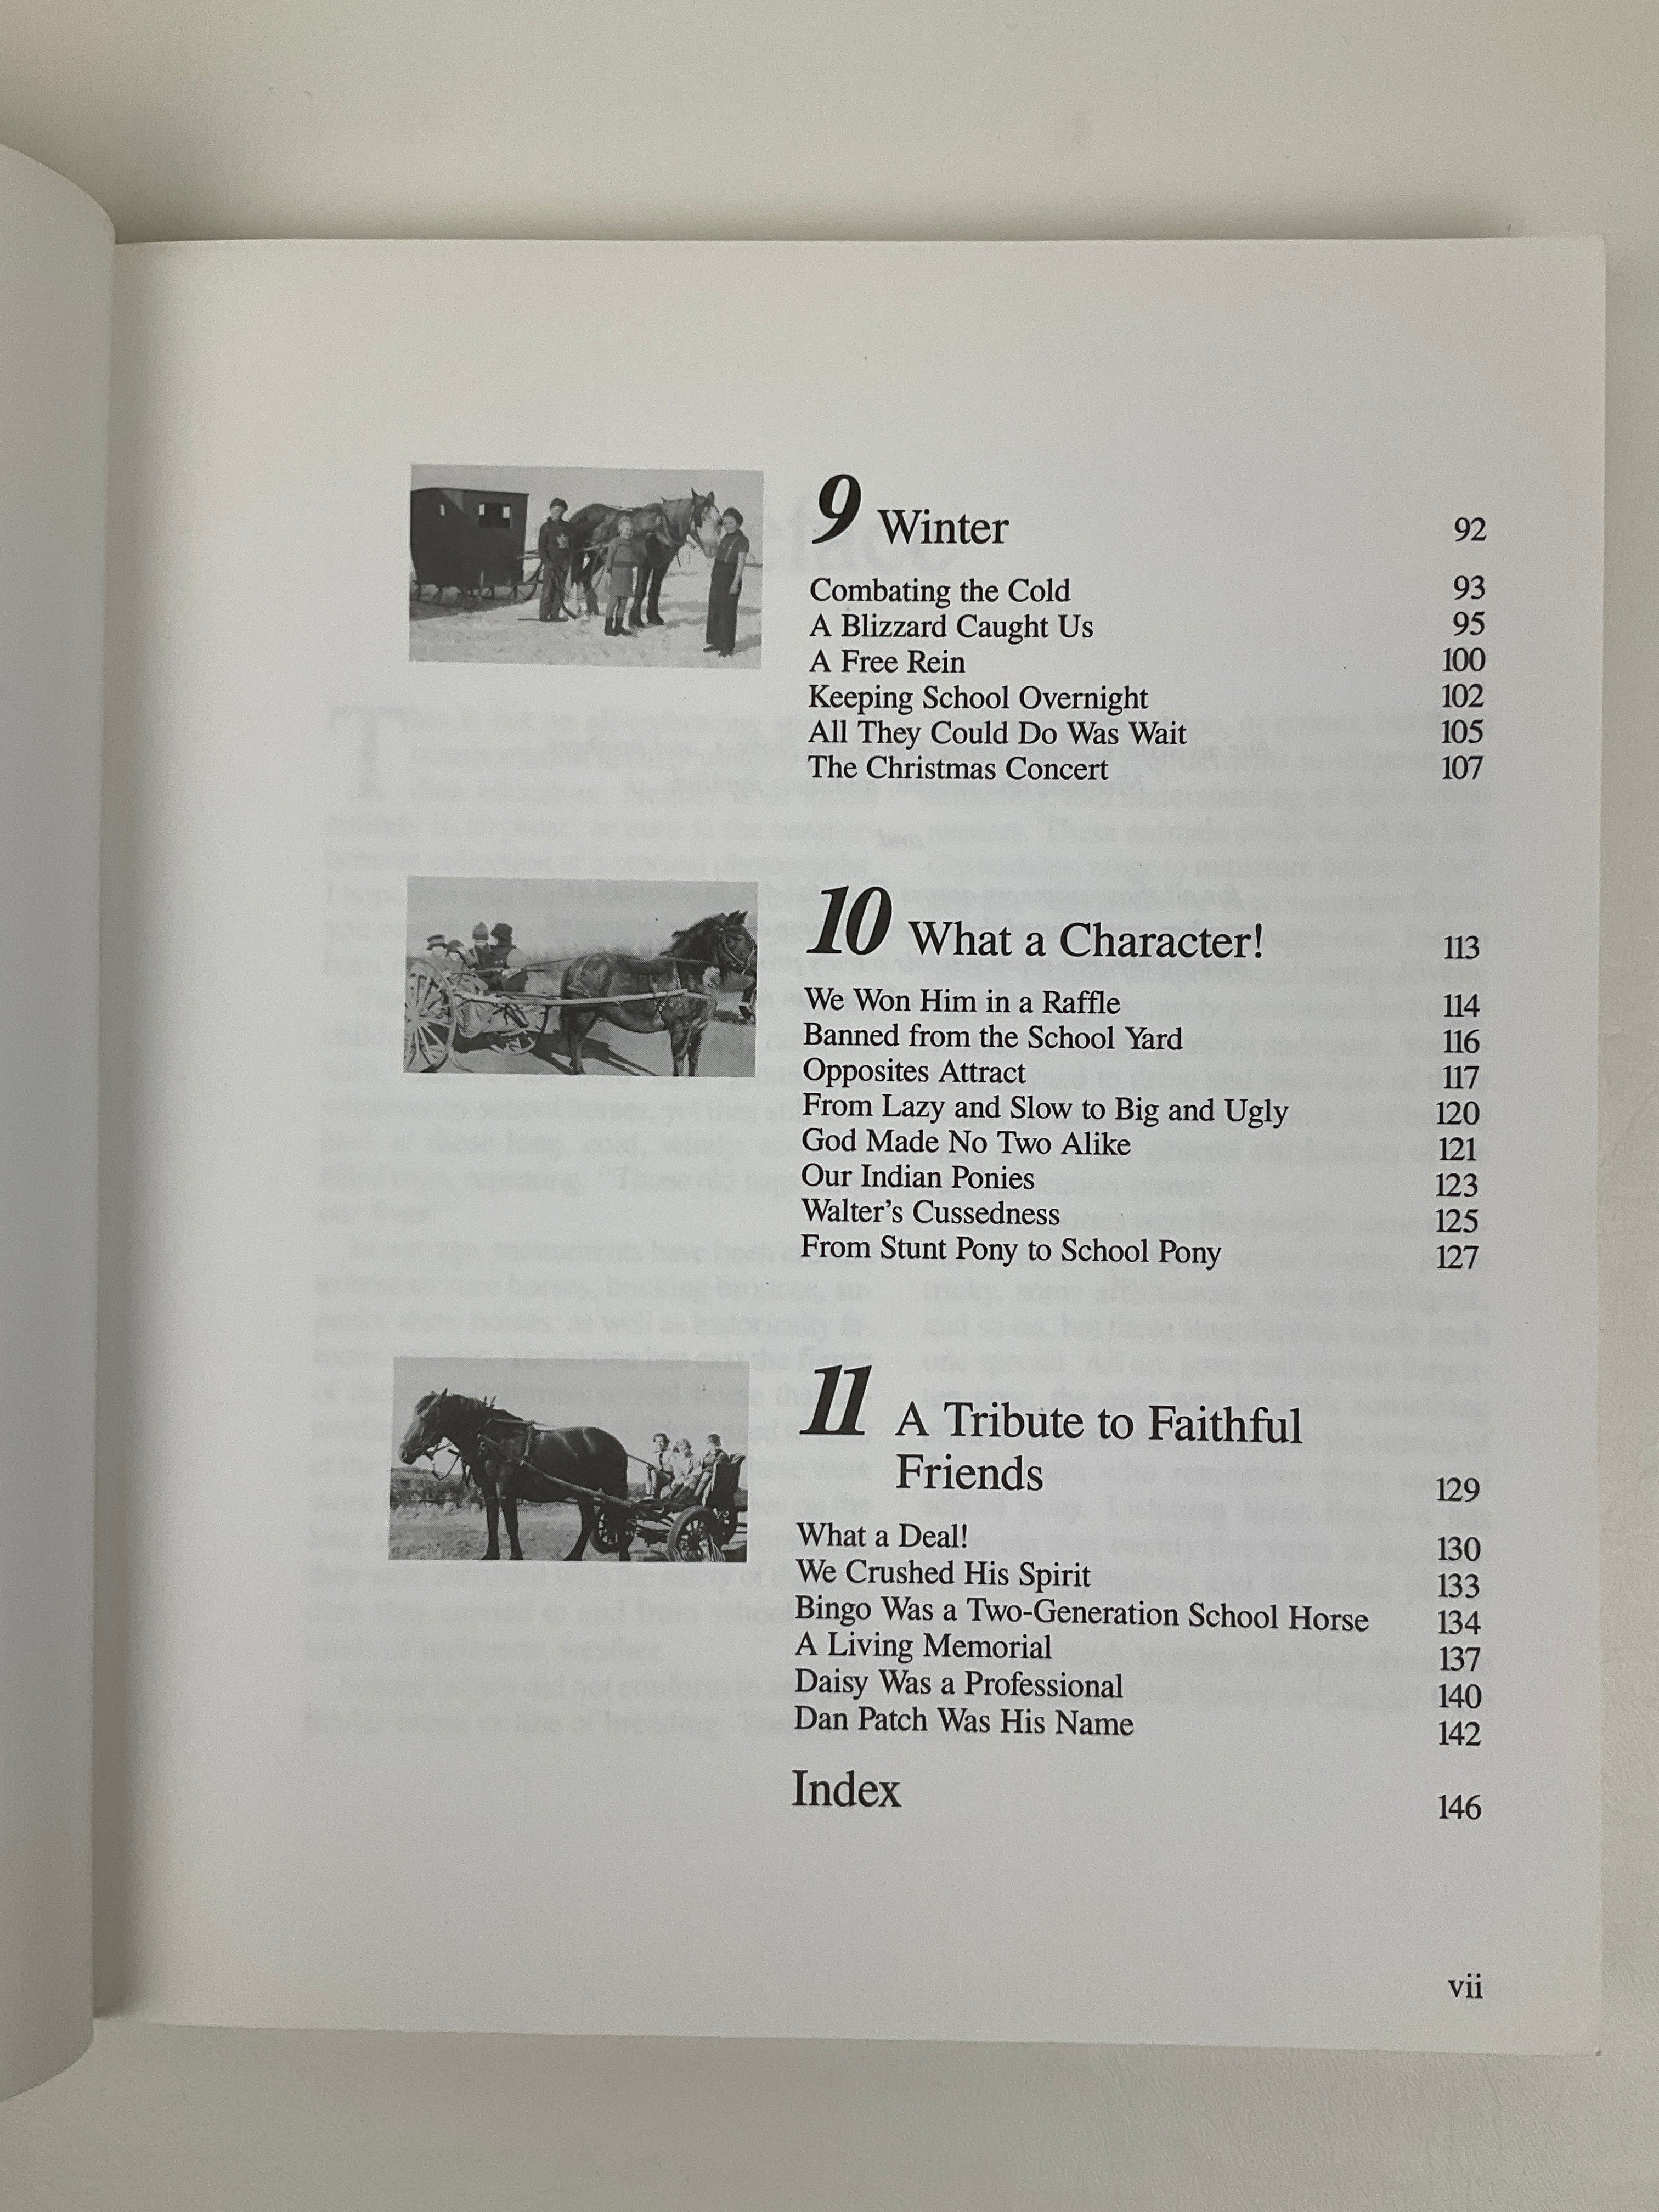 9 Winter 92
Combating the Cold 93
A Blizzard Caught Us 95
A Free Rein 100
Keeping School Overnight 102
All They Could Do Was Wait 105
The Christmas Concert 107
10 What a Character! 113
We Won Him in a Raffle 114
Banned from the School Yard 116
Opposites Attract 117
From Lazy and Slow to Big and Ugly 120
God Made No Two Alike 121
Our Indian Ponies 123
Walter's Cussedness 125
From Stunt Pony to School Pony 127
11 A Tribute to Faithful
Friends 129
What a Deal! 130
We Crushed His Spirit 133
Bingo Was a Two-Generation School Horse 134
A Living Memorial 137
Daisy Was a Professional 140
Dan Patch Was His Name 142
Index 146
vii